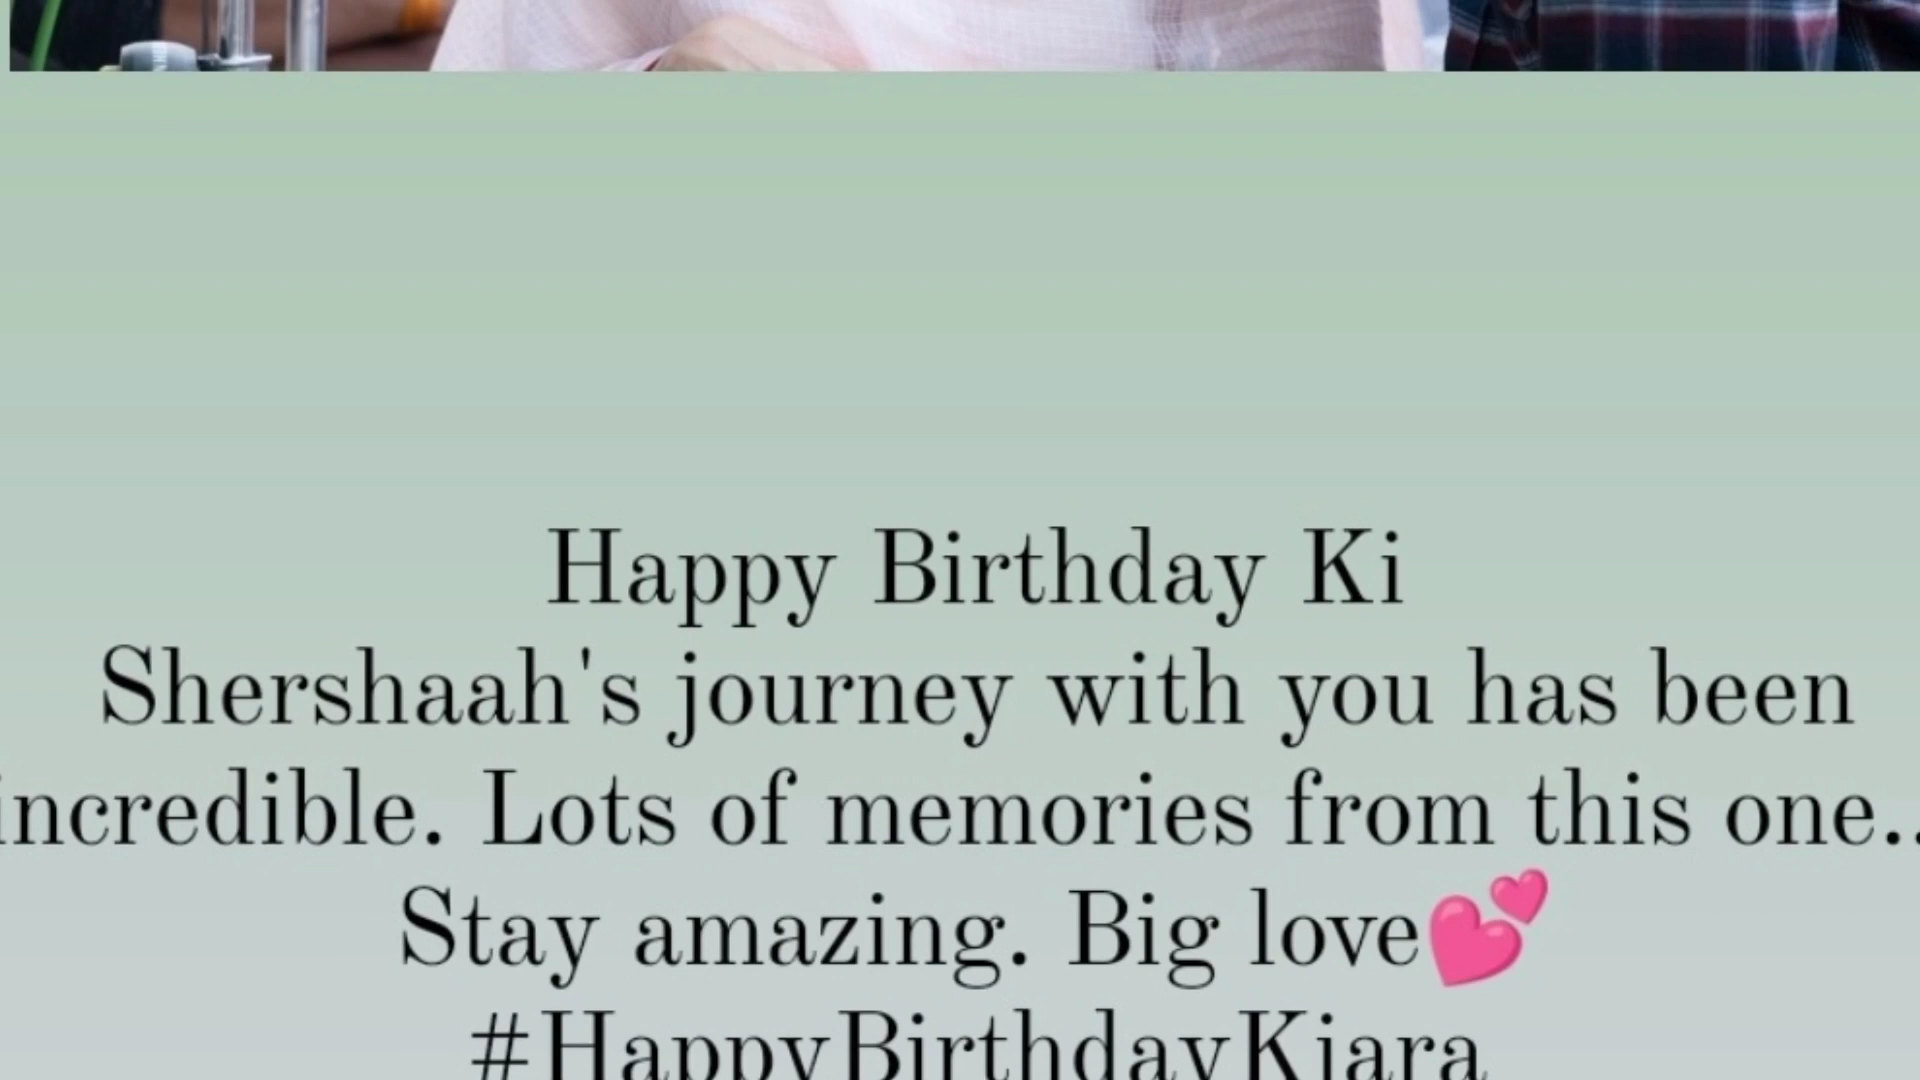 Happy Birthday Ki
Shershaah's journey with you has been
incredible. Lots of memories from this one..
Stay amazing. Big love💕
#HappyBirthdayKiara